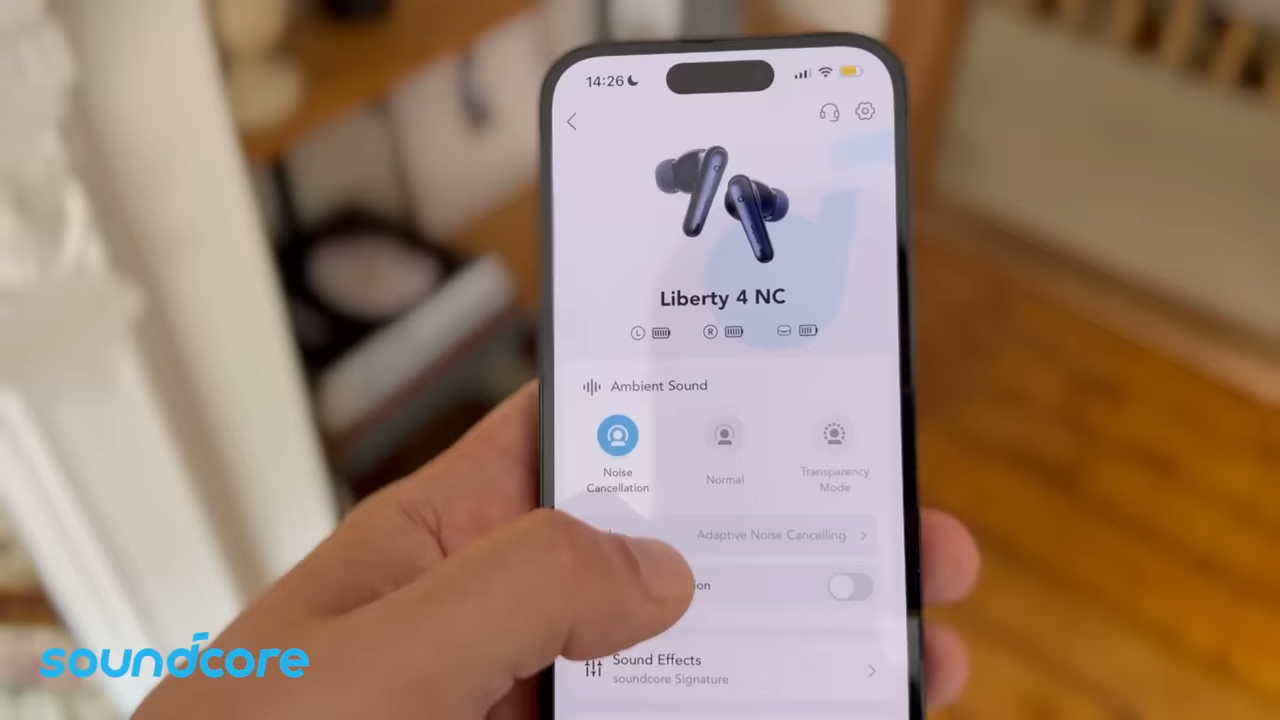 14:26
Liberty 4 NC
L
R
Ambient Sound
Noise
Cancellation
Normal
Transparency
Mode
Adaptive Noise Cancelling
Sound Effects
soundcore Signature
soundcore